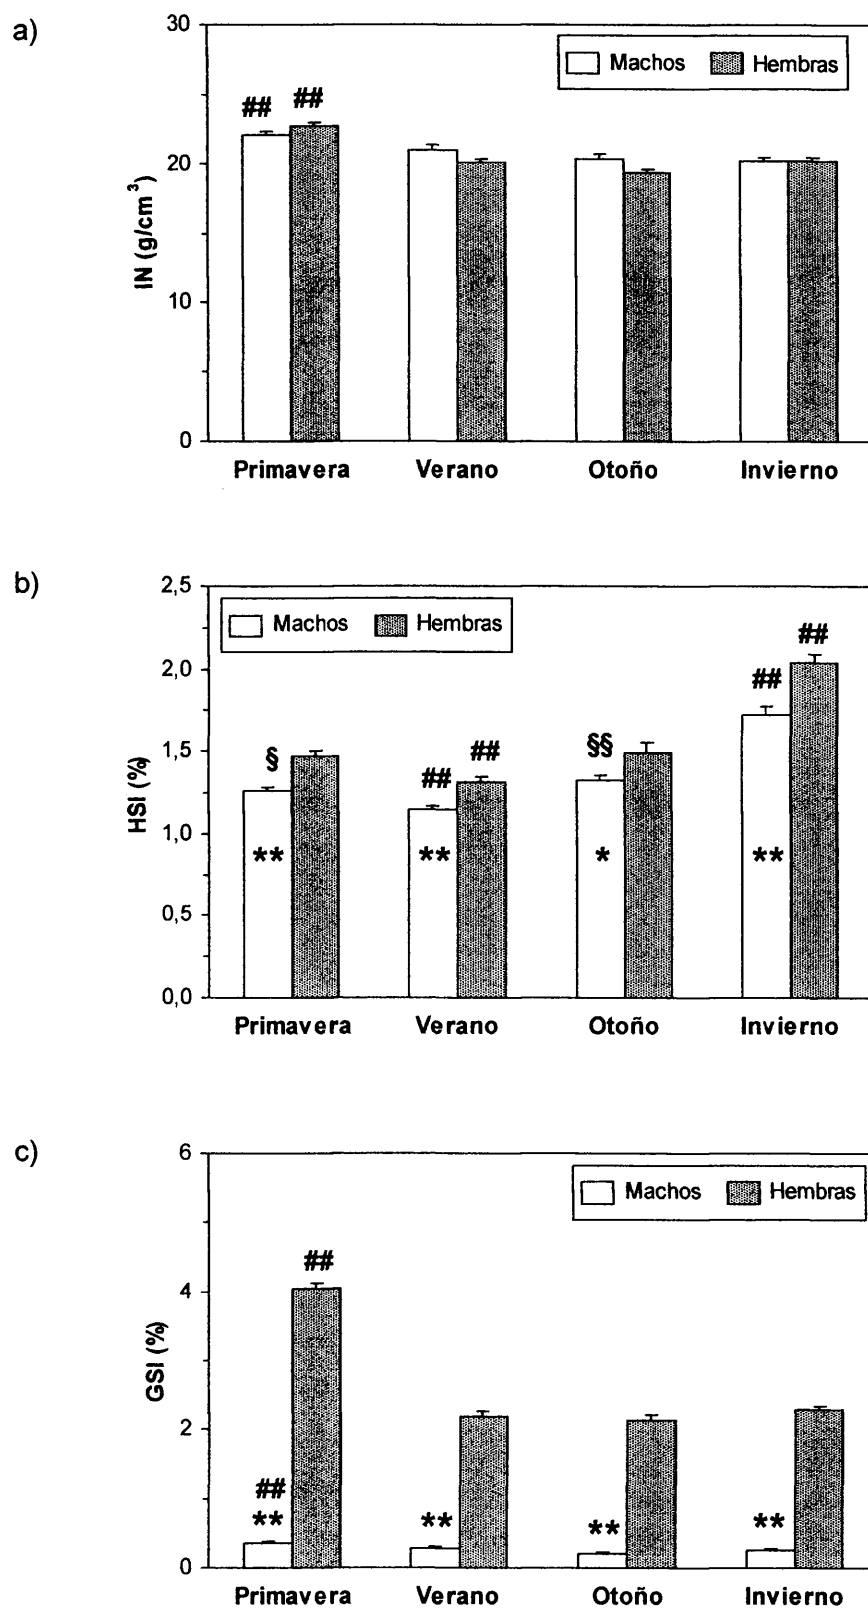 a)
30
Machos
Hembras
## ##
20
10
0
IN (g/cm³)
Primavera Verano Otoño Invierno
b)
2,5
Machos
Hembras
##
##
2,0
§§
§ ##
1,5
##
1,0
** ** * **
0,5
0,0
HSI (%)
Primavera Verano Otoño Invierno
c)
6
Machos
Hembras
##
4
2
##
** ** ** **
0
GSI (%)
Primavera Verano Otoño Invierno